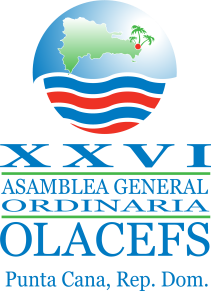 XXVI
ASAMBLEA GENERAL
ORDINARIA
OLACEFS
Punta Cana, Rep. Dom.